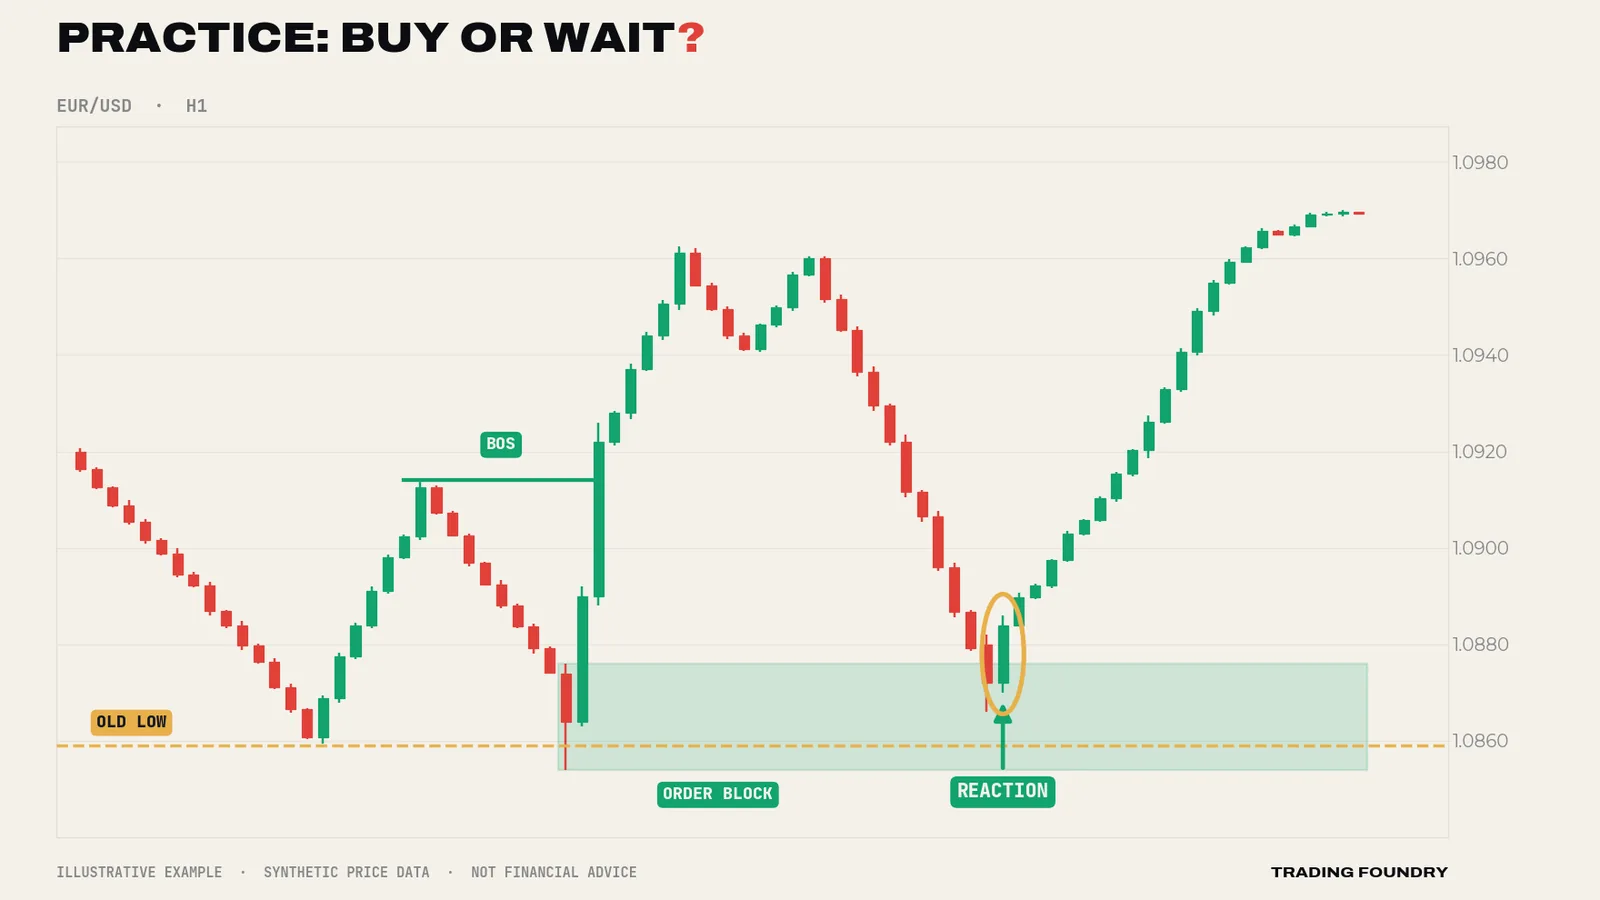 PRACTICE: BUY OR WAIT?
EUR/USD · H1
1.0980
1.0960
1.0940
BOS
1.0920
1.0900
1.0880
OLD LOW
1.0860
ORDER BLOCK
REACTION
ILLUSTRATIVE EXAMPLE · SYNTHETIC PRICE DATA · NOT FINANCIAL ADVICE
TRADING FOUNDRY